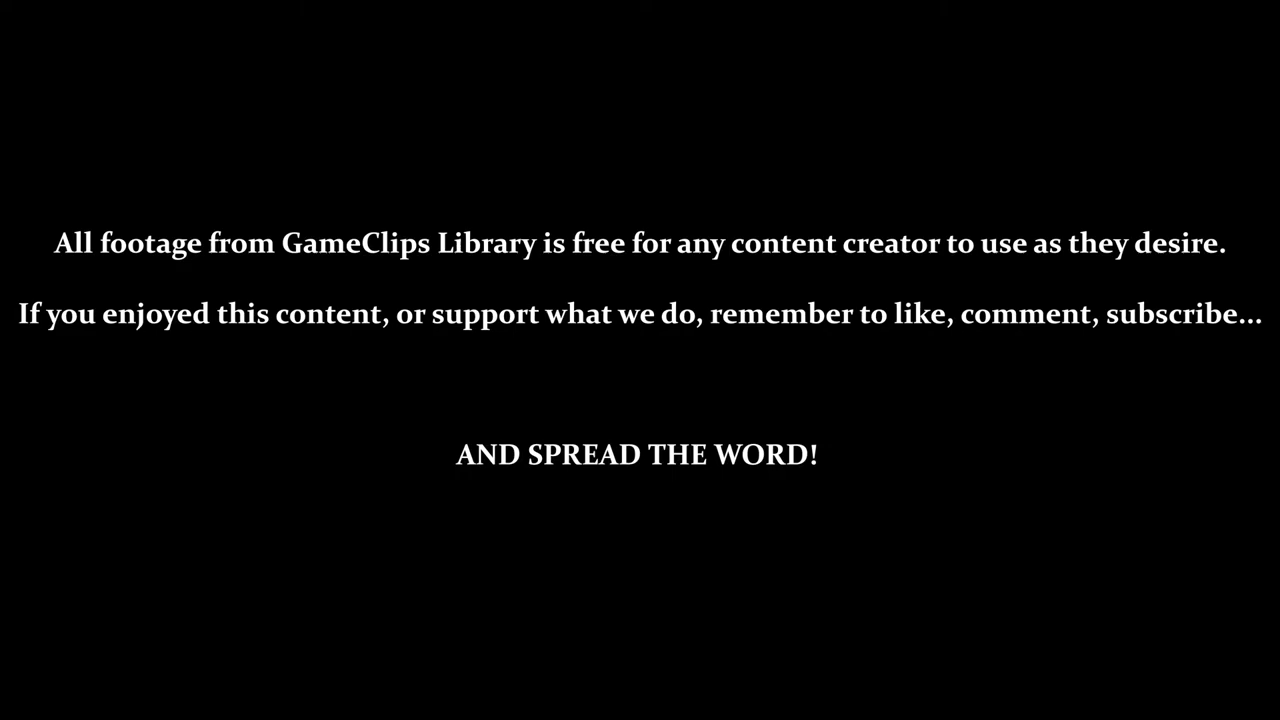 All footage from GameClips Library is free for any content creator to use as they desire.
If you enjoyed this content, or support what we do, remember to like, comment, subscribe...
AND SPREAD THE WORD!